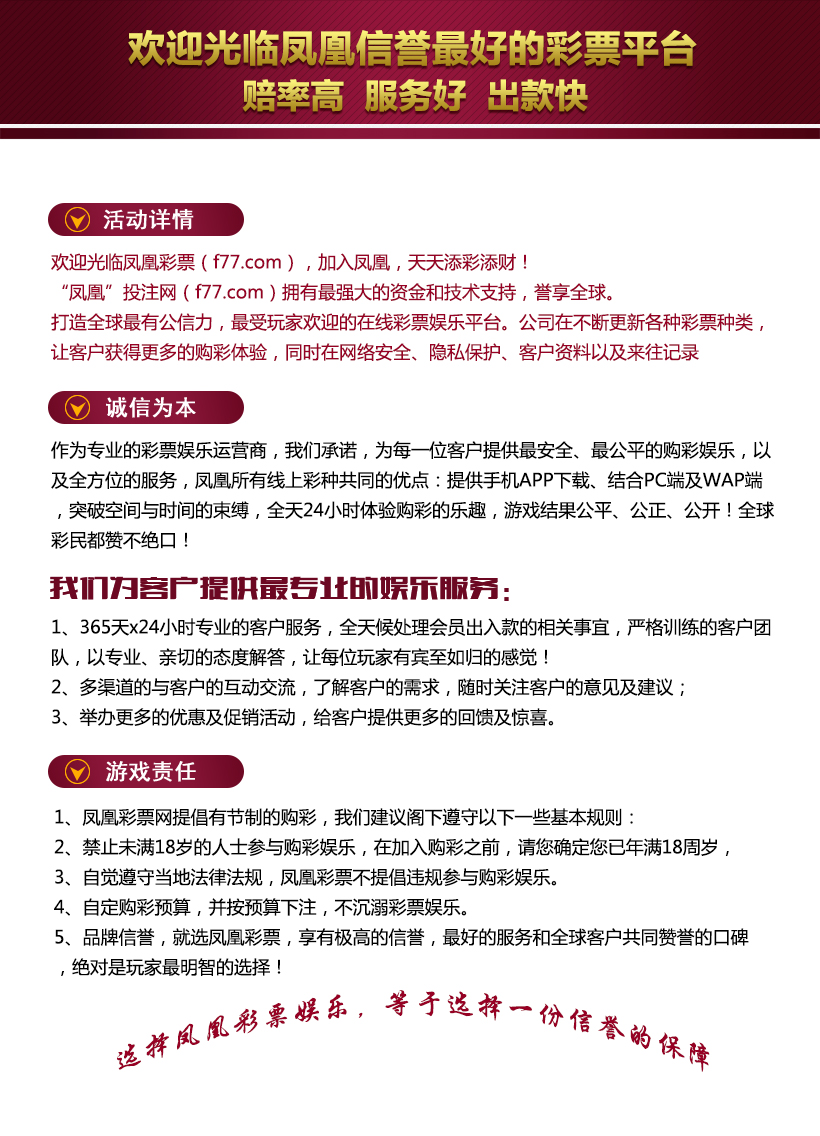 欢迎光临凤凰信誉最好的彩票平台
赔率高 服务好 出款快
活动详情
欢迎光临凤凰彩票（f77.com），加入凤凰，天天添彩添财！
“凤凰”投注网（f77.com）拥有最强大的资金和技术支持，誉享全球。
打造全球最有公信力，最受玩家欢迎的在线彩票娱乐平台。公司在不断更新各种彩票种类，
让客户获得更多的购彩体验，同时在网络安全、隐私保护、客户资料以及来往记录
诚信为本
作为专业的彩票娱乐运营商，我们承诺，为每一位客户提供最安全、最公平的购彩娱乐，以
及全方位的服务，凤凰所有线上彩种共同的优点：提供手机APP下载、结合PC端及WAP端
，突破空间与时间的束缚，全天24小时体验购彩的乐趣，游戏结果公平、公正、公开！全球
彩民都赞不绝口！
我们为客户提供最专业的娱乐服务：
1、365天x24小时专业的客户服务，全天候处理会员出入款的相关事宜，严格训练的客户团
队，以专业、亲切的态度解答，让每位玩家有宾至如归的感觉！
2、多渠道的与客户的互动交流，了解客户的需求，随时关注客户的意见及建议；
3、举办更多的优惠及促销活动，给客户提供更多的回馈及惊喜。
游戏责任
1、凤凰彩票网提倡有节制的购彩，我们建议阁下遵守以下一些基本规则：
2、禁止未满18岁的人士参与购彩娱乐，在加入购彩之前，请您确定您已年满18周岁，
3、自觉遵守当地法律法规，凤凰彩票不提倡违规参与购彩娱乐。
4、自定购彩预算，并按预算下注，不沉溺彩票娱乐。
5、品牌信誉，就选凤凰彩票，享有极高的信誉，最好的服务和全球客户共同赞誉的口碑
，绝对是玩家最明智的选择！
选择凤凰彩票娱乐，等于选择一份信誉的保障